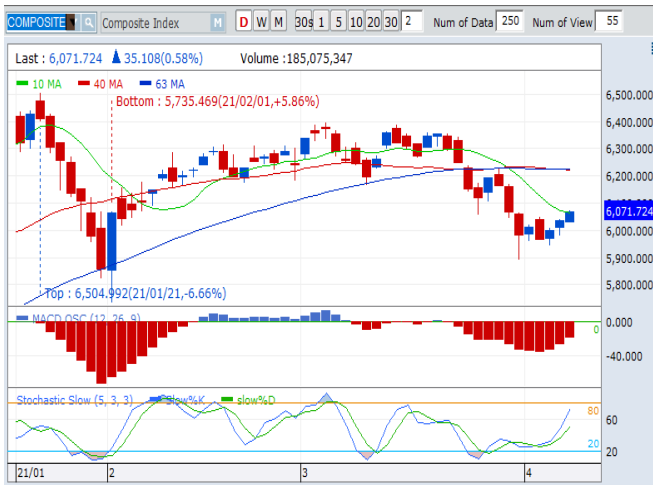 COMPOSITE Composite Index M D W M 30s 1 5 10 20 30 2 Num of Data 250 Num of View 55
Last : 6,071.724 ▲ 35.108(0.58%) Volume :185,075,347
10 MA 40 MA 63 MA
Bottom : 5,735.469(21/02/01,+5.86%)
6,500.000
6,400.000
6,300.000
6,200.000
6,071.724
6,000.000
5,900.000
5,800.000
Top : 6,504.992(21/01/21,-6.66%)
MACD OSC (12, 26, 9)
0.000
0
-40.000
Stochastic Slow (5, 3, 3) Slow%K slow%D
80
60
20
20
21/01 2 3 4